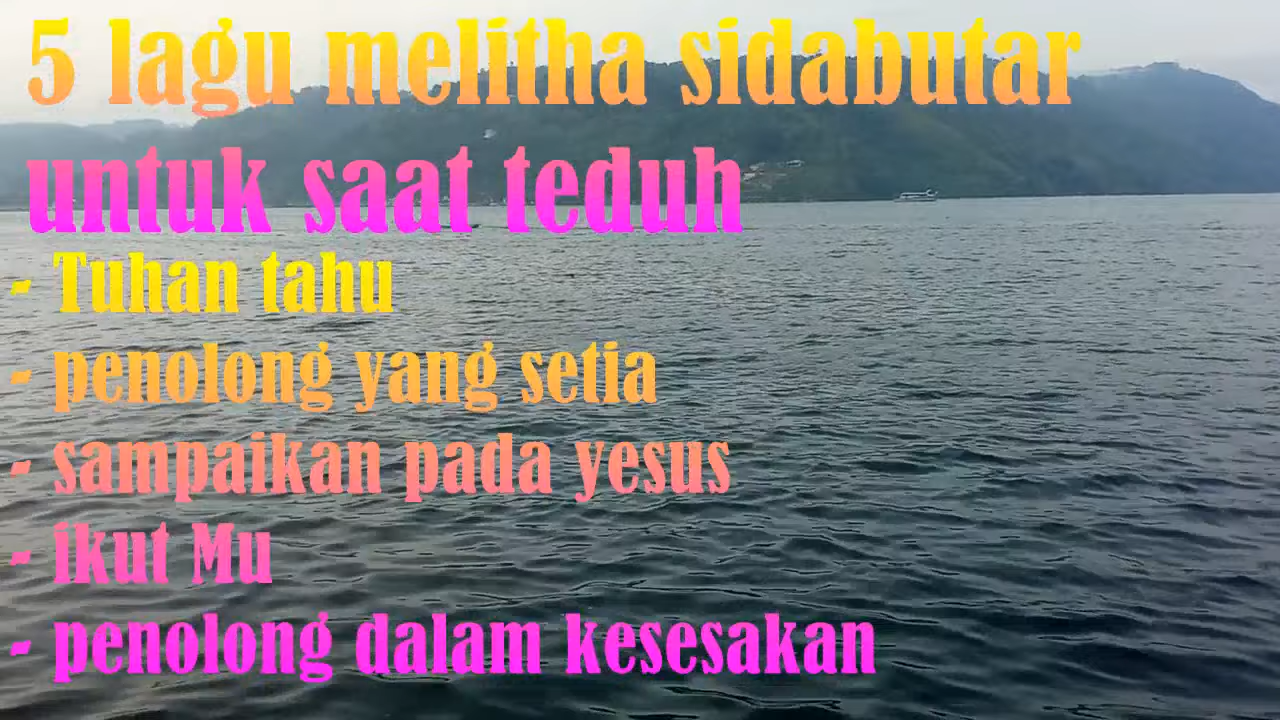 5 lagu melitha sidabutar
untuk saat teduh
- Tuhan tahu
- penolong yang setia
- sampaikan pada yesus
- ikut Mu
- penolong dalam kesesakan